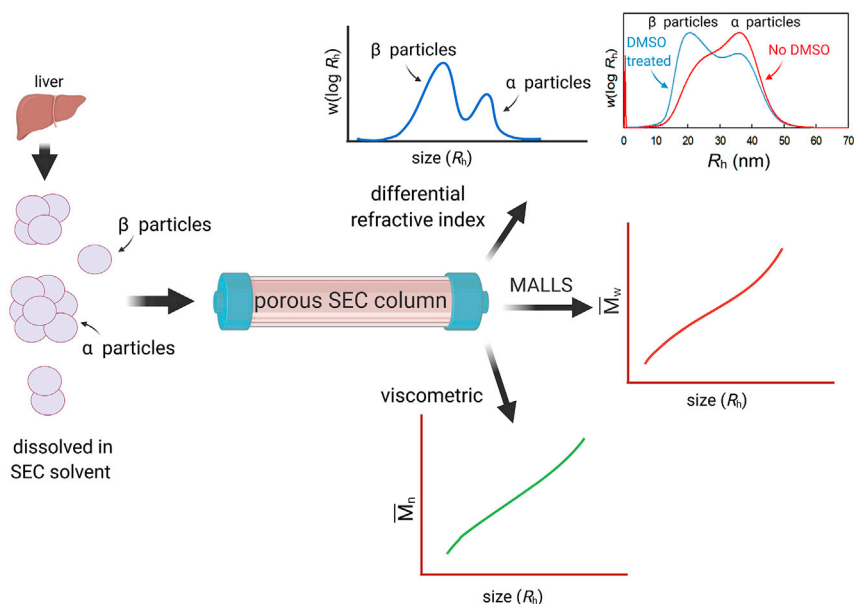 liver
β particles
α particles
dissolved in
SEC solvent
porous SEC column
w(log Rh)
β particles
α particles
size (Rh)
differential
refractive index
β particles
α particles
DMSO
treated
No DMSO
w(log Rh)
0
10
20
30
40
50
60
70
Rh (nm)
MALLS
M̅w
size (Rh)
viscometric
M̅n
size (Rh)